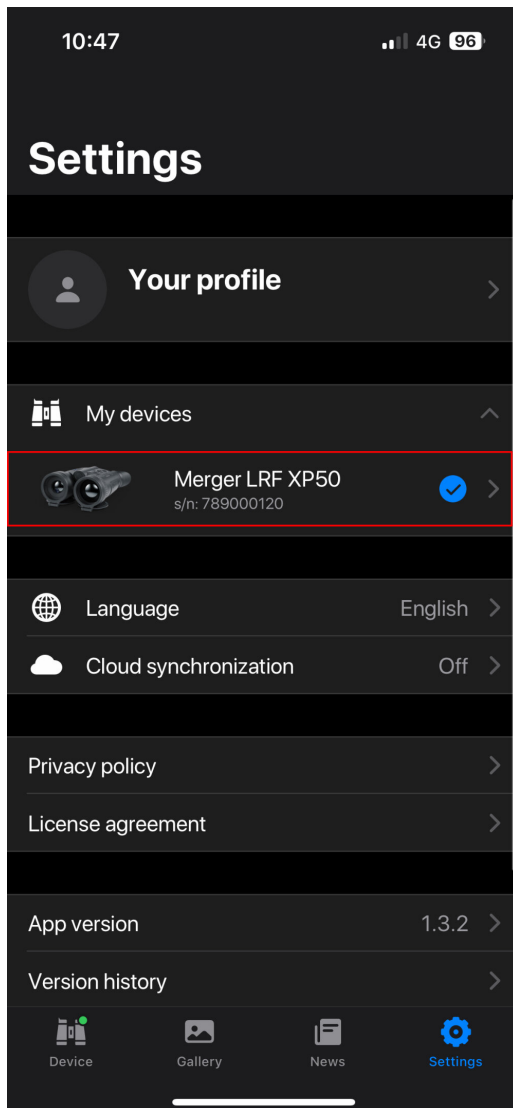 10:47
4G 96
Settings
Your profile
My devices
Merger LRF XP50
s/n: 789000120
Language English
Cloud synchronization Off
Privacy policy
License agreement
App version 1.3.2
Version history
Device Gallery News Settings